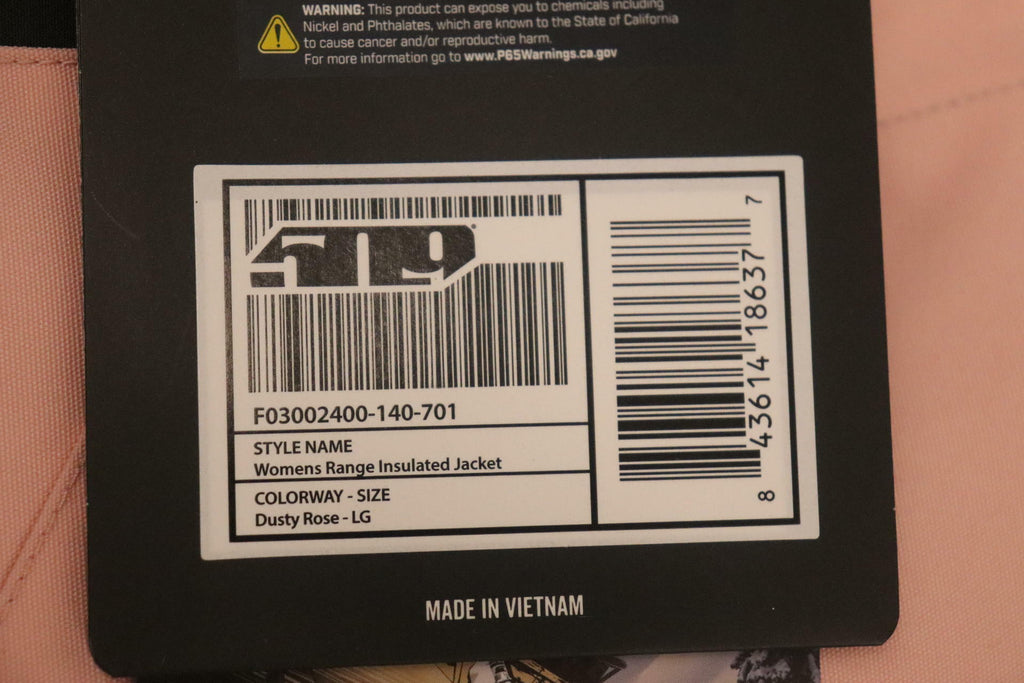 WARNING: This product can expose you to chemicals including
Nickel and Phthalates, which are known to the State of California
to cause cancer and/or reproductive harm.
For more information go to www.P65Warnings.ca.gov
509
F03002400-140-701
STYLE NAME
Womens Range Insulated Jacket
COLORWAY - SIZE
Dusty Rose - LG
8 43614 18637 7
MADE IN VIETNAM